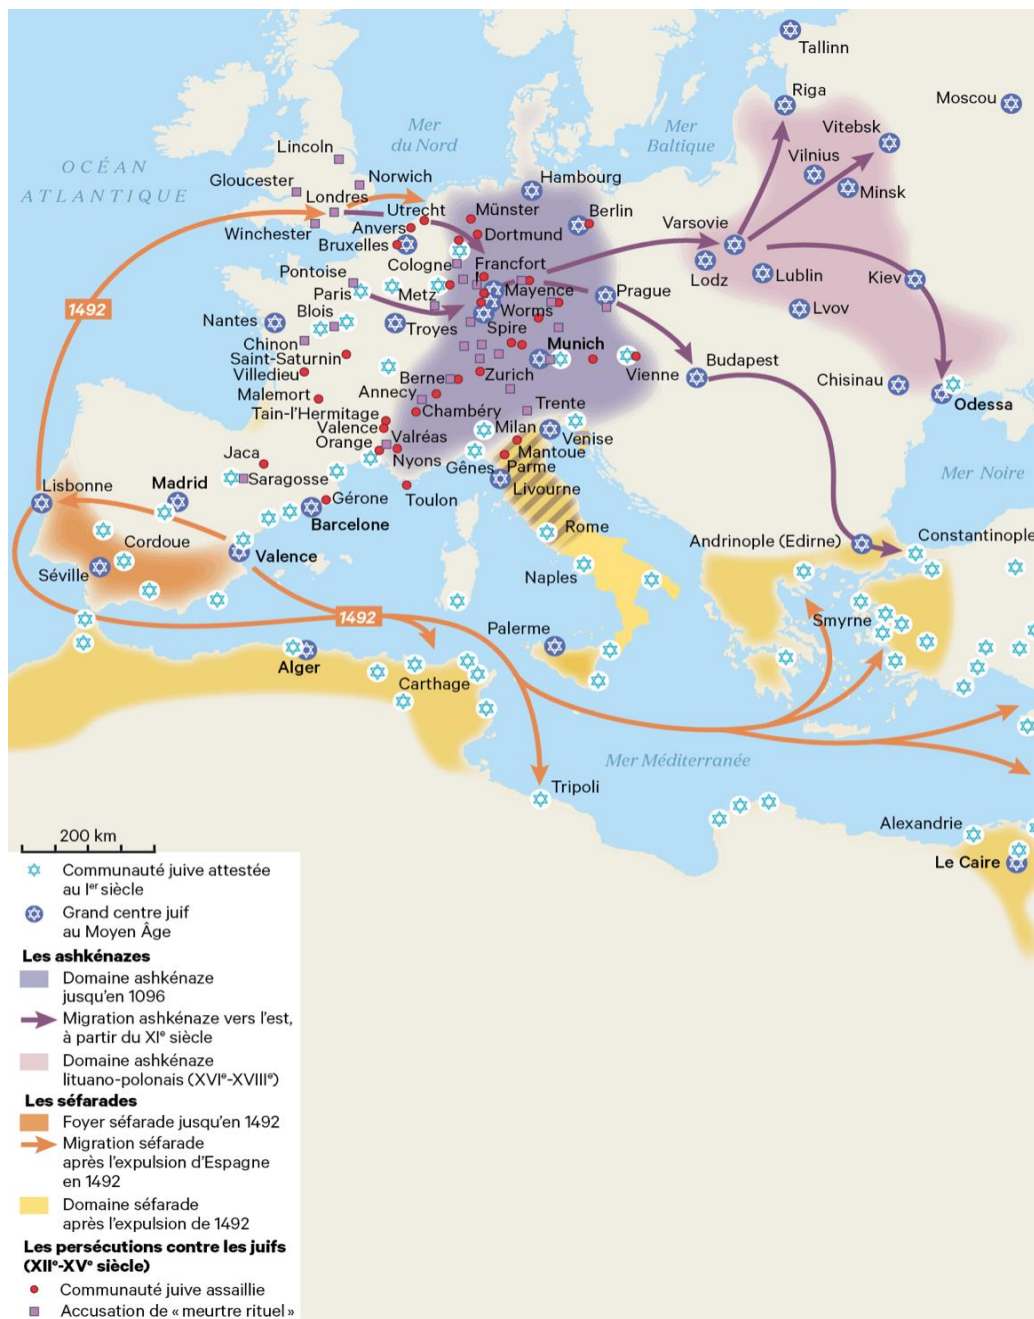 Tallinn
Riga
Moscou
Mer
du Nord
Mer
Baltique
Vitebsk
Lincoln
OCÉAN
ATLANTIQUE
Vilnius
Gloucester
Norwich
Hambourg
Minsk
Londres
Utrecht
Münster
Berlin
Winchester
Anvers
Dortmund
Varsovie
Bruxelles
Cologne
Francfort
Pontoise
Lodz
Lublin
Kiev
Paris
Metz
Mayence
Prague
1492
Blois
Worms
Lvov
Nantes
Troyes
Spire
Chinon
Munich
Saint-Saturnin
Budapest
Villedieu
Berne
Zurich
Vienne
Chisinau
Malemort
Annecy
Odessa
Tain-l'Hermitage
Chambéry
Trente
Valence
Milan
Orange
Valréas
Venise
Jaca
Nyons
Mantoue
Gênes
Parme
Mer Noire
Saragosse
Lisbonne
Madrid
Gérone
Toulon
Livourne
Barcelone
Rome
Constantinople
Cordoue
Andrinople (Edirne)
Valence
Séville
Naples
1492
Smyrne
Palerme
Alger
Carthage
Mer Méditerranée
Tripoli
Alexandrie
200 km
Le Caire
Communauté juive attestée
au Ier siècle
Grand centre juif
au Moyen Âge
Les ashkénazes
Domaine ashkénaze
jusqu'en 1096
Migration ashkénaze vers l'est,
à partir du XIe siècle
Domaine ashkénaze
lituano-polonais (XVIe-XVIIIe)
Les séfarades
Foyer séfarade jusqu'en 1492
Migration séfarade
après l'expulsion d'Espagne
en 1492
Domaine séfarade
après l'expulsion de 1492
Les persécutions contre les juifs
(XIIe-XVe siècle)
Communauté juive assaillie
Accusation de « meurtre rituel »